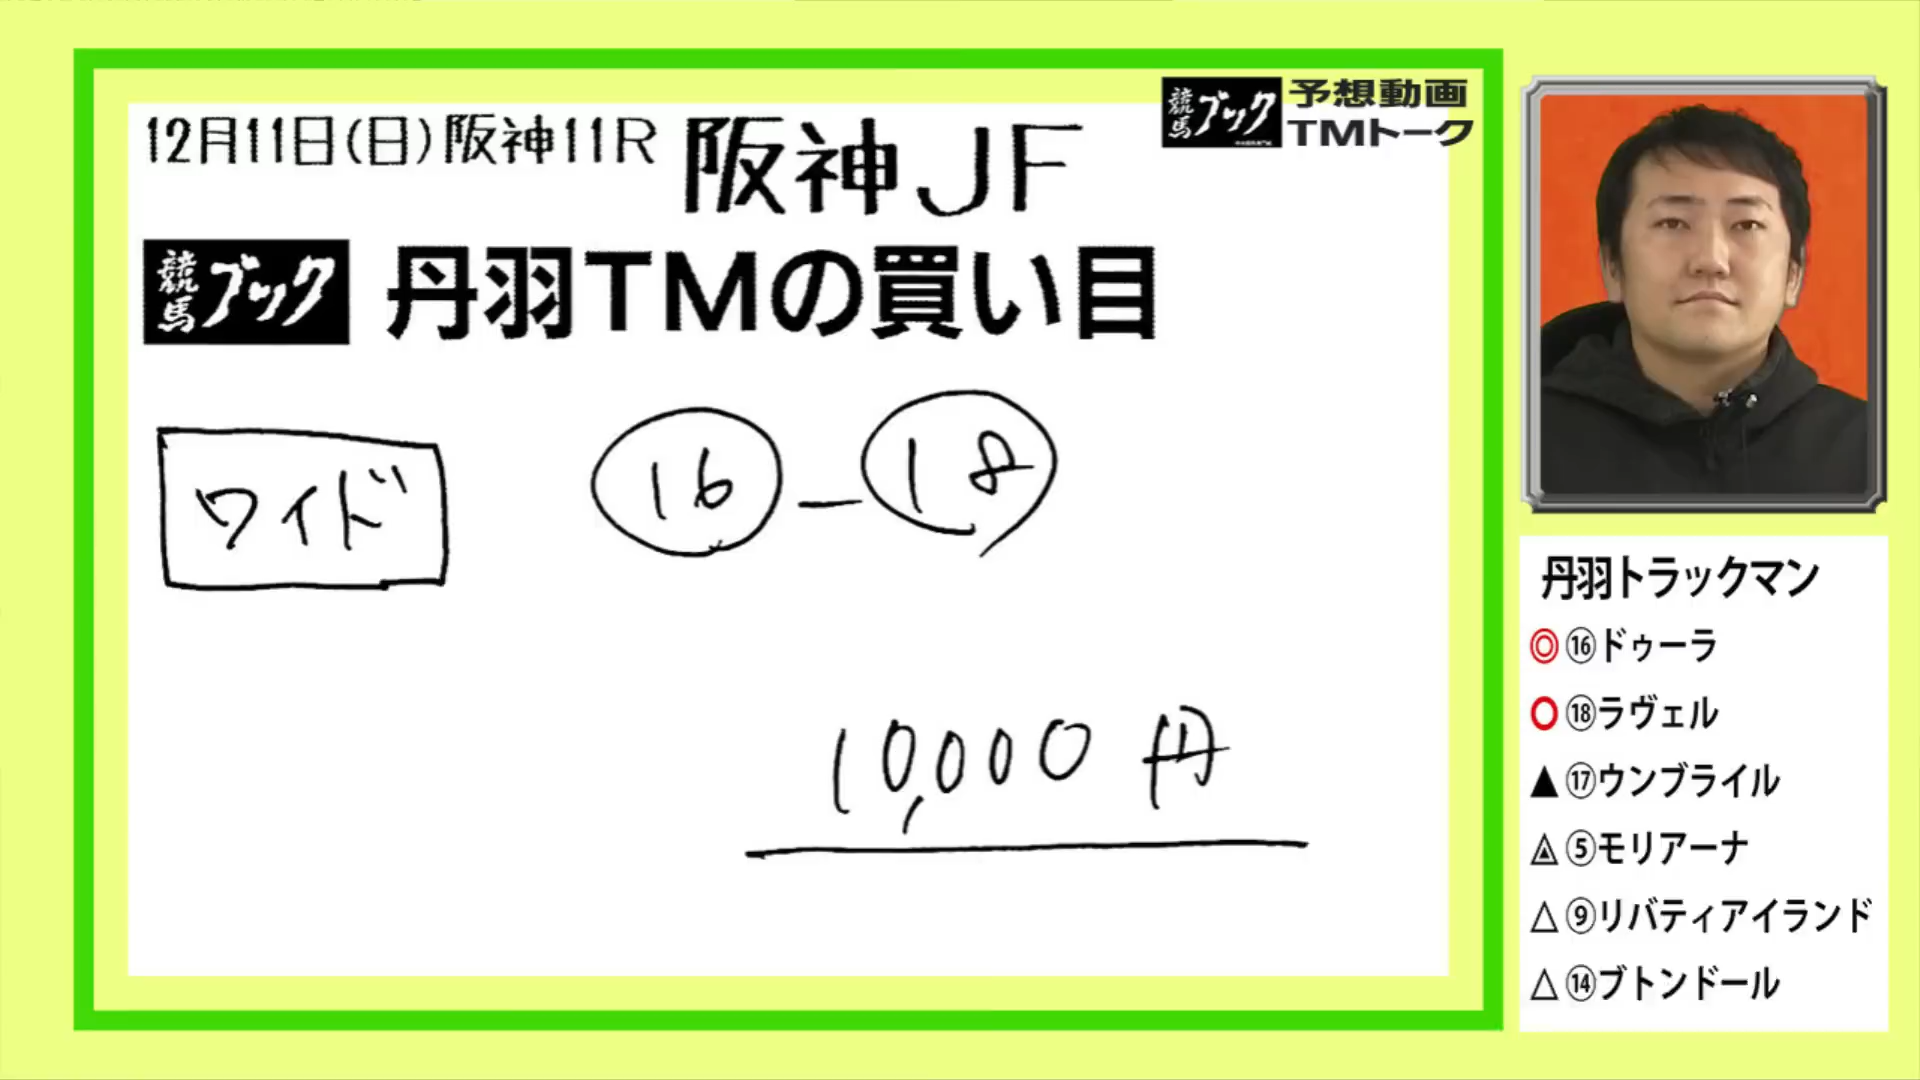 12月11日(日)阪神11R 阪神JF
競馬ブック 予想動画
TMトーク
競馬ブック 丹羽TMの買い目
ワイド 16 - 18
10,000円
丹羽トラックマン
◎⑯ドゥーラ
○⑱ラヴェル
▲⑰ウンブライル
△⑤モリアーナ
△⑨リバティアイランド
△⑭ブトンドール